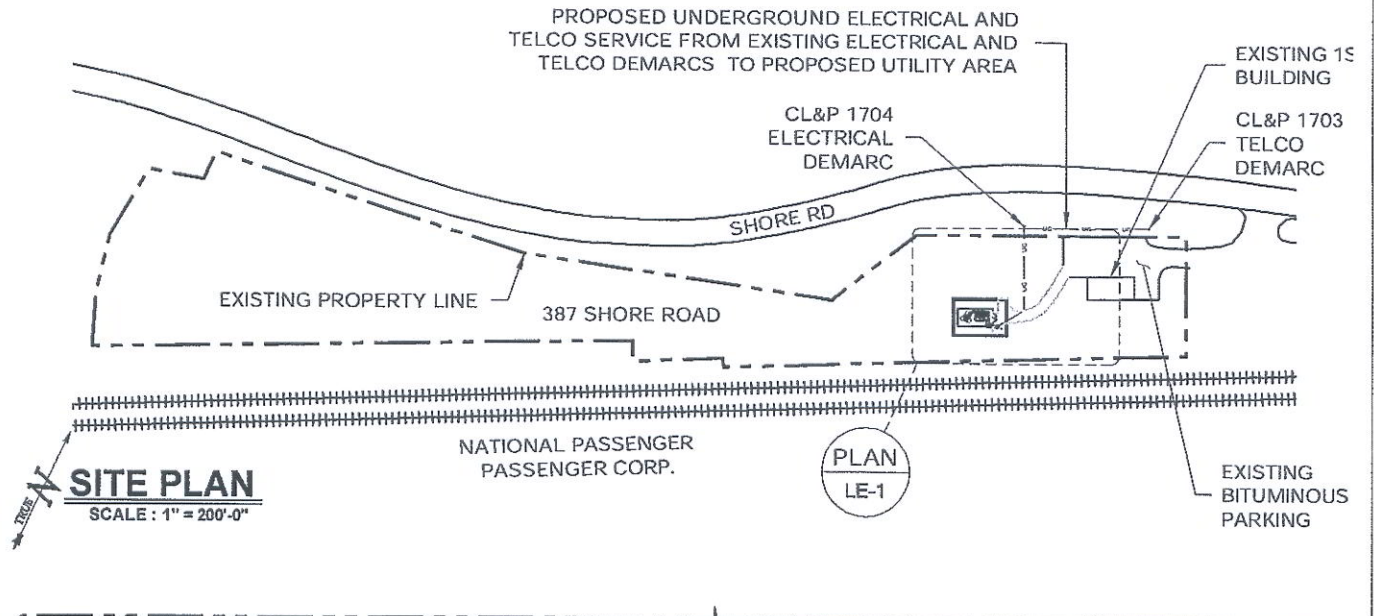 PROPOSED UNDERGROUND ELECTRICAL AND
TELCO SERVICE FROM EXISTING ELECTRICAL AND
TELCO DEMARCS TO PROPOSED UTILITY AREA
EXISTING 1S
BUILDING
CL&P 1704
ELECTRICAL
DEMARC
CL&P 1703
TELCO
DEMARC
SHORE RD
EXISTING PROPERTY LINE
387 SHORE ROAD
NATIONAL PASSENGER
PASSENGER CORP.
PLAN
LE-1
EXISTING
BITUMINOUS
PARKING
TRUE N
SITE PLAN
SCALE : 1" = 200'-0"